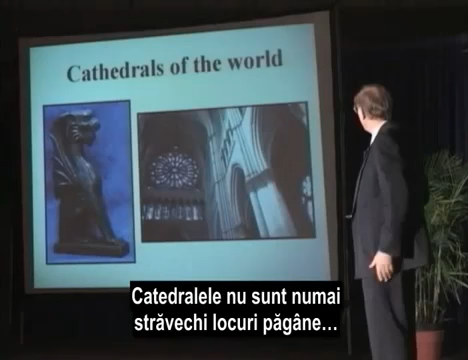 Cathedrals of the world
Catedralele nu sunt numai
străvechi locuri păgâne…